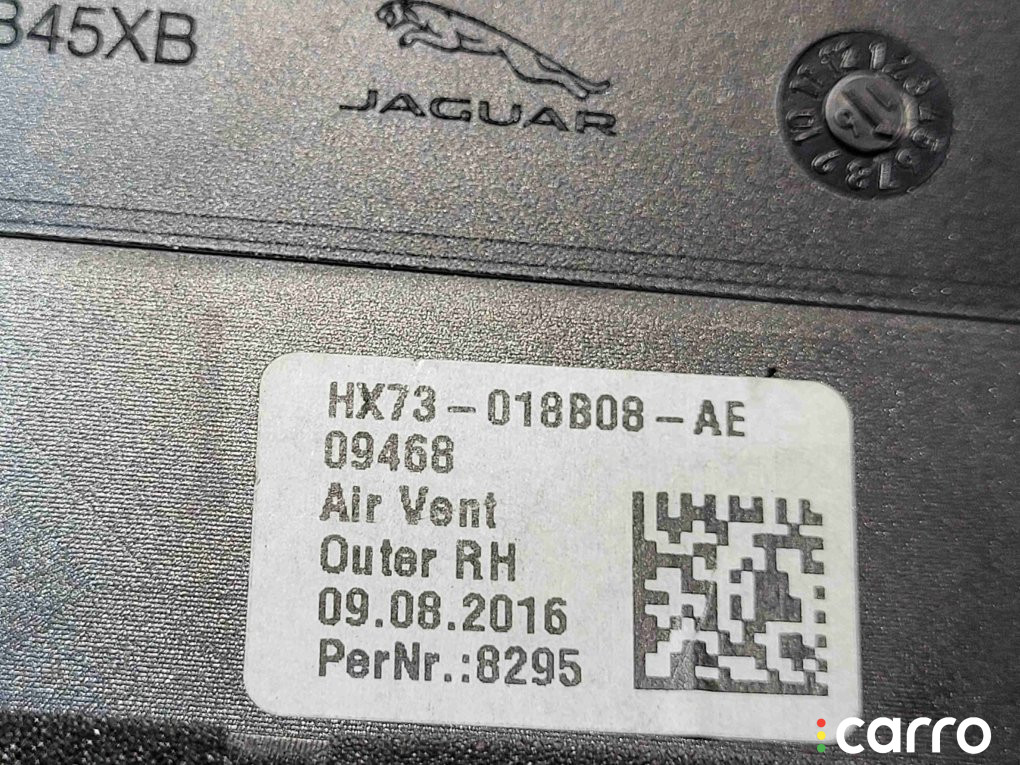 B45XB
JAGUAR
HX73-018B08-AE
09468
Air Vent
Outer RH
09.08.2016
PerNr.:8295
carro